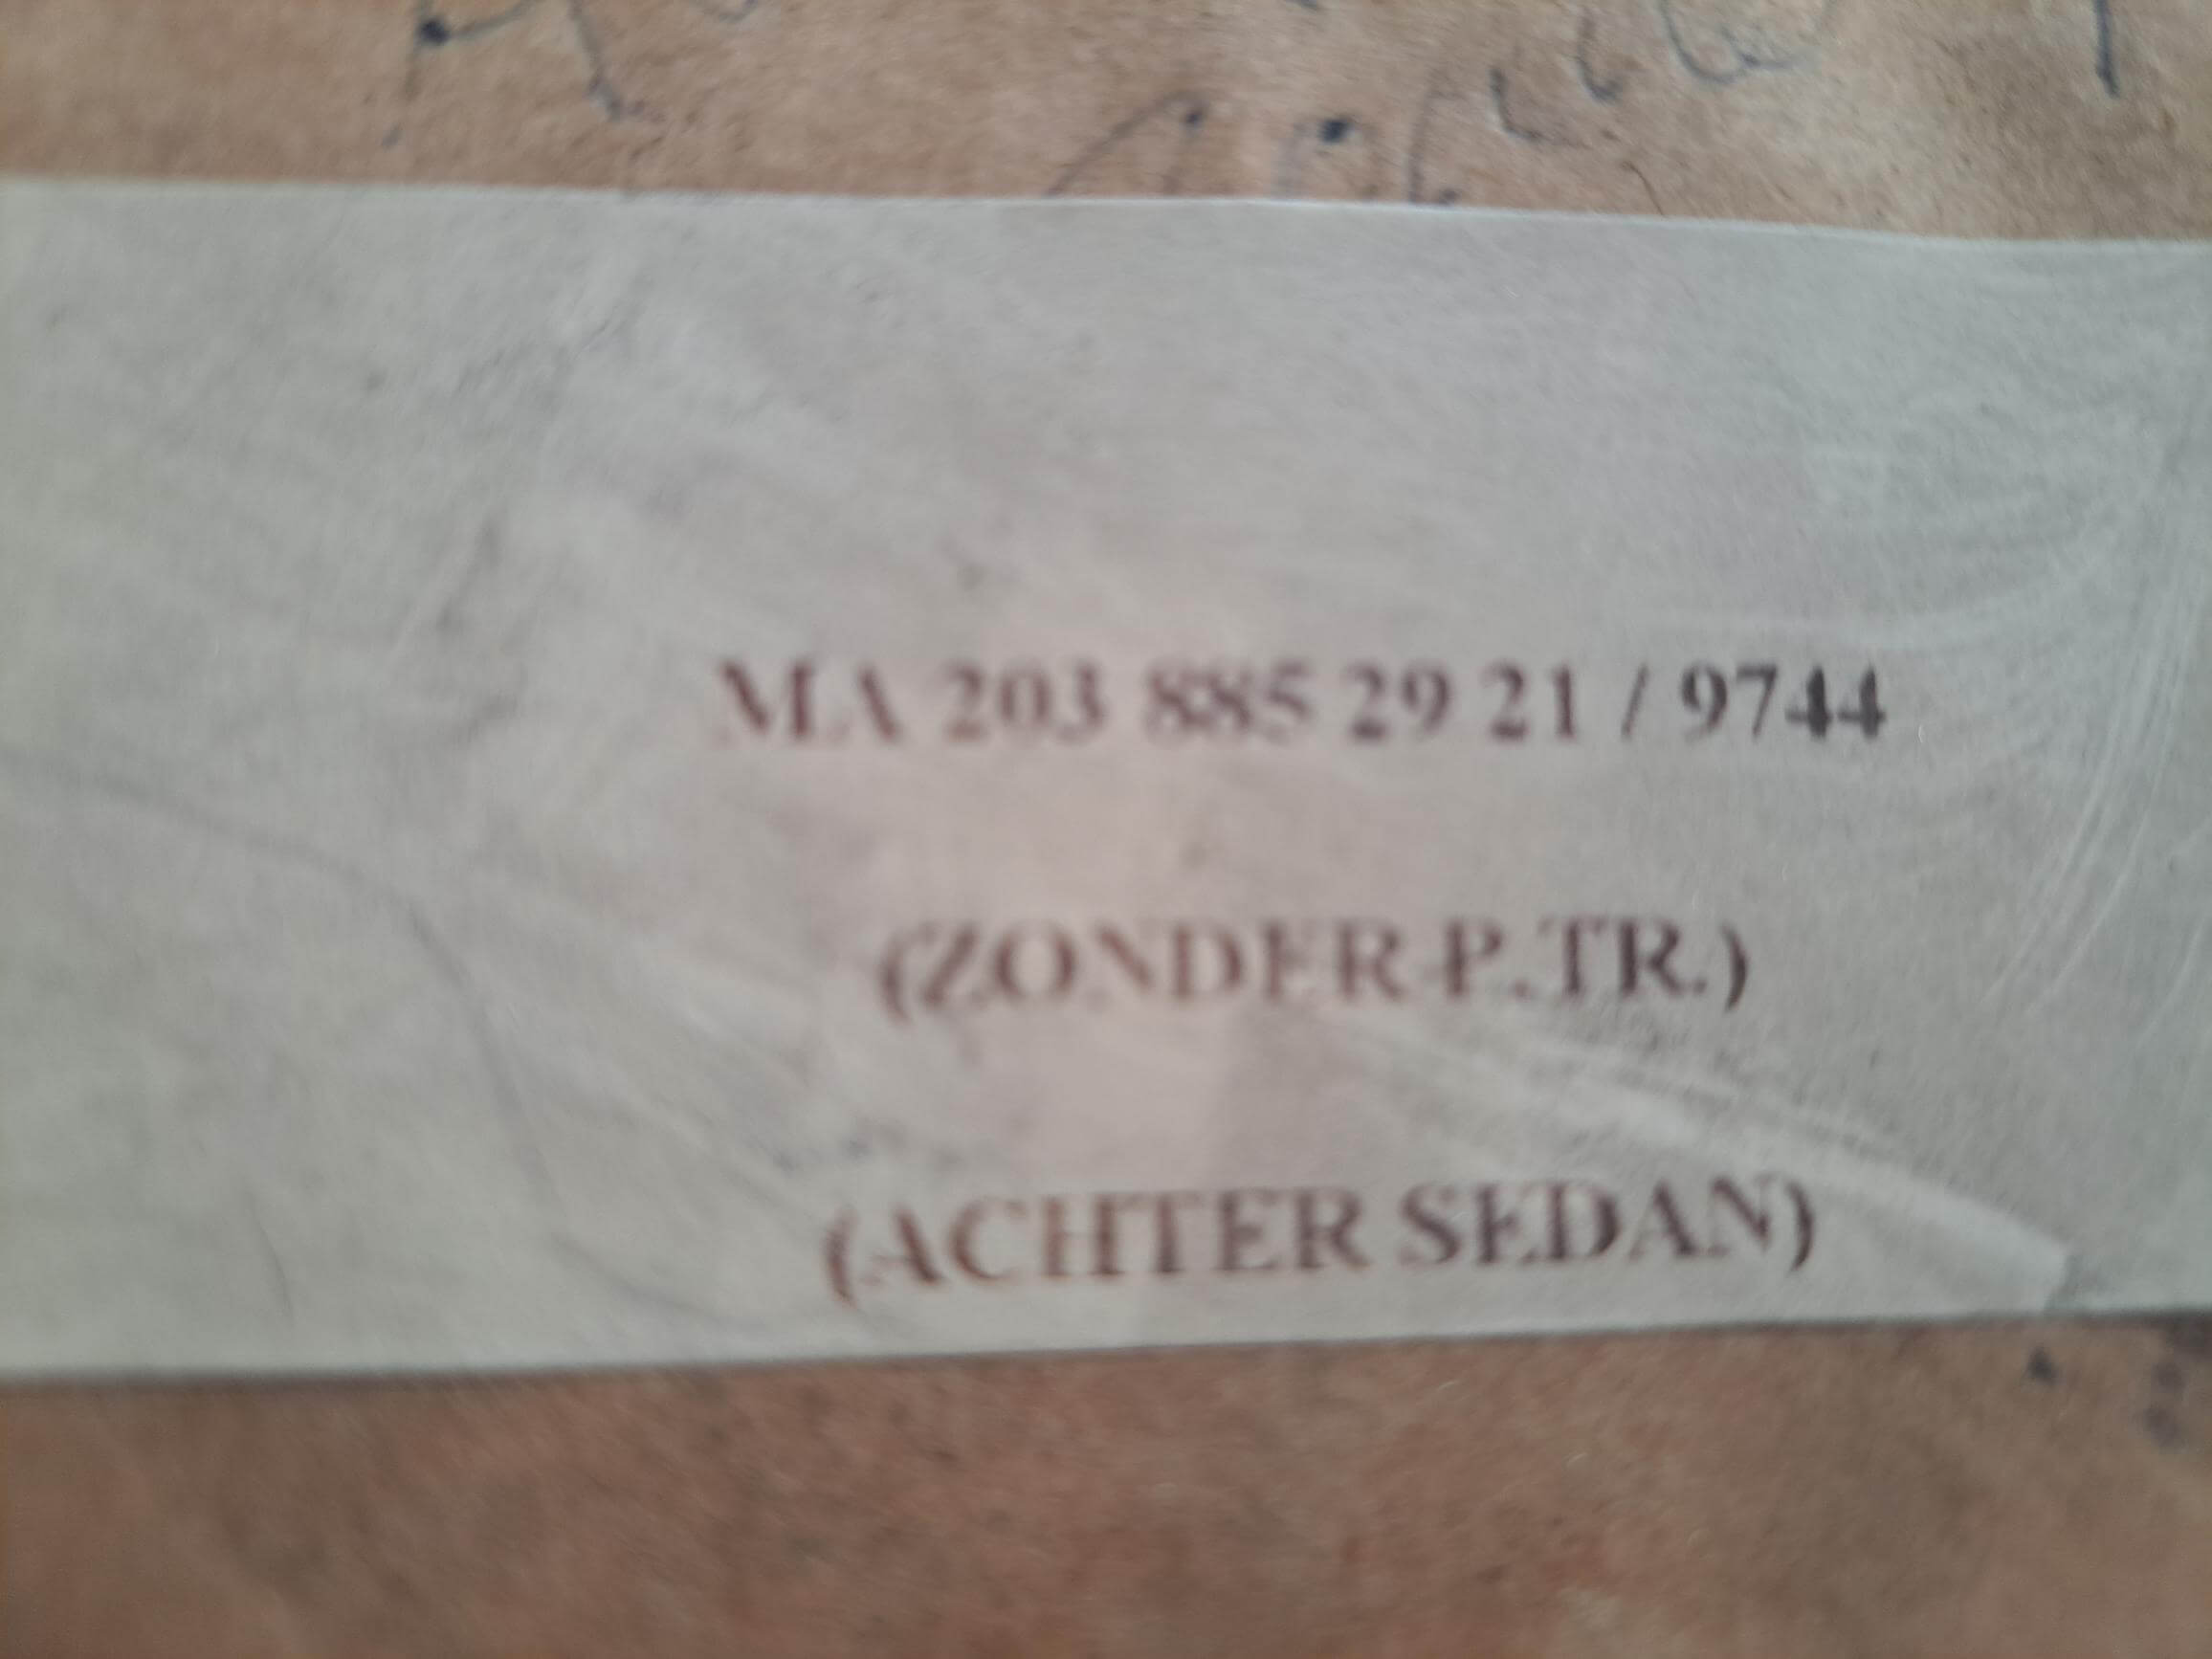 MA 203 885 29 21 / 9744
(ZONDER P.TR.)
(ACHTER SEDAN)